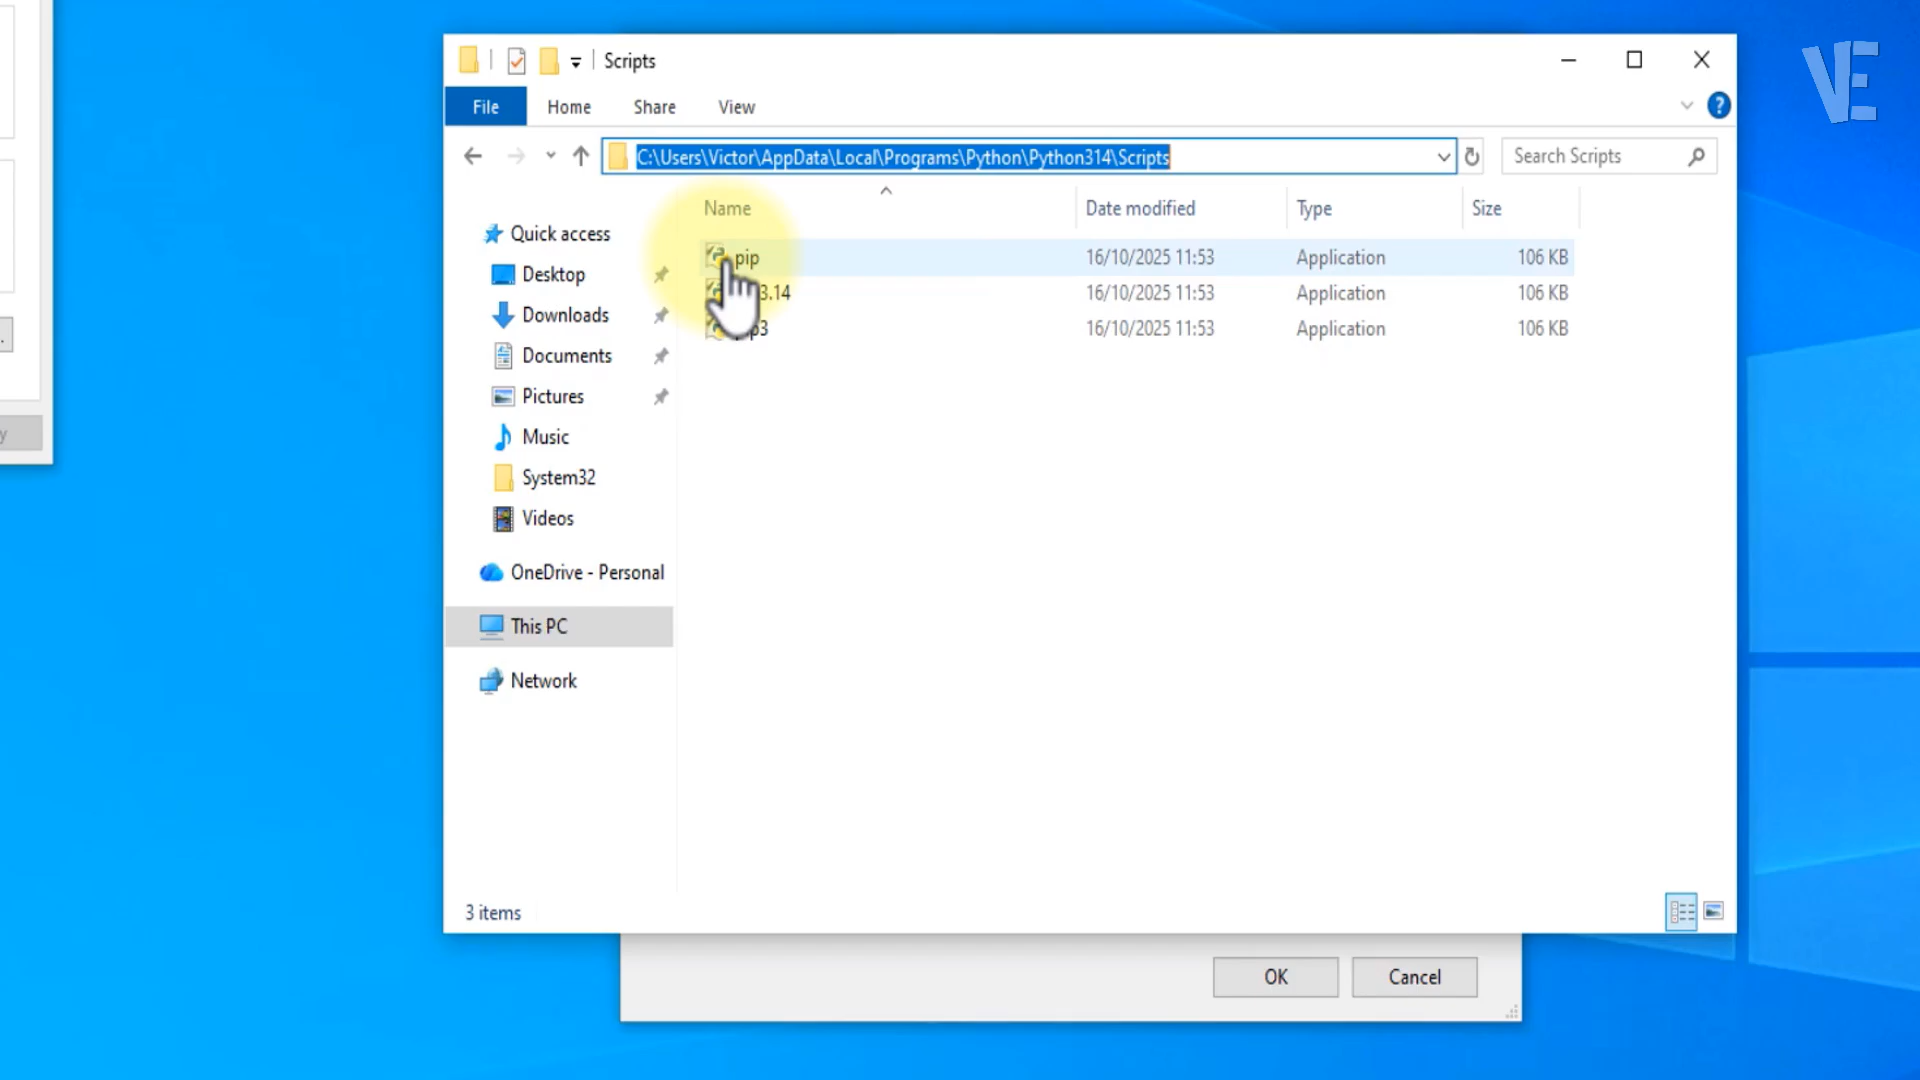 Scripts
File Home Share View
C:\Users\Victor\AppData\Local\Programs\Python\Python314\Scripts
Search Scripts
Name Date modified Type Size
Quick access
Desktop
Downloads
Documents
Pictures
Music
System32
Videos
OneDrive - Personal
This PC
Network
pip 16/10/2025 11:53 Application 106 KB
3.14 16/10/2025 11:53 Application 106 KB
p3 16/10/2025 11:53 Application 106 KB
3 items
OK Cancel
VE
y